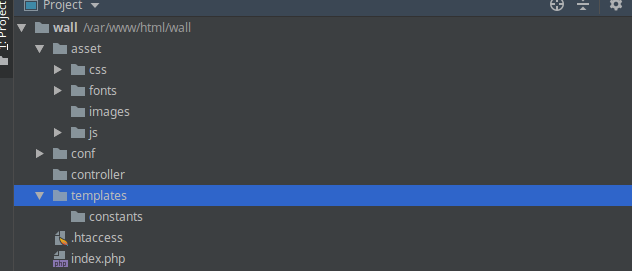 Project
1: Project
wall /var/www/html/wall
asset
css
fonts
images
js
conf
controller
templates
constants
.htaccess
php index.php